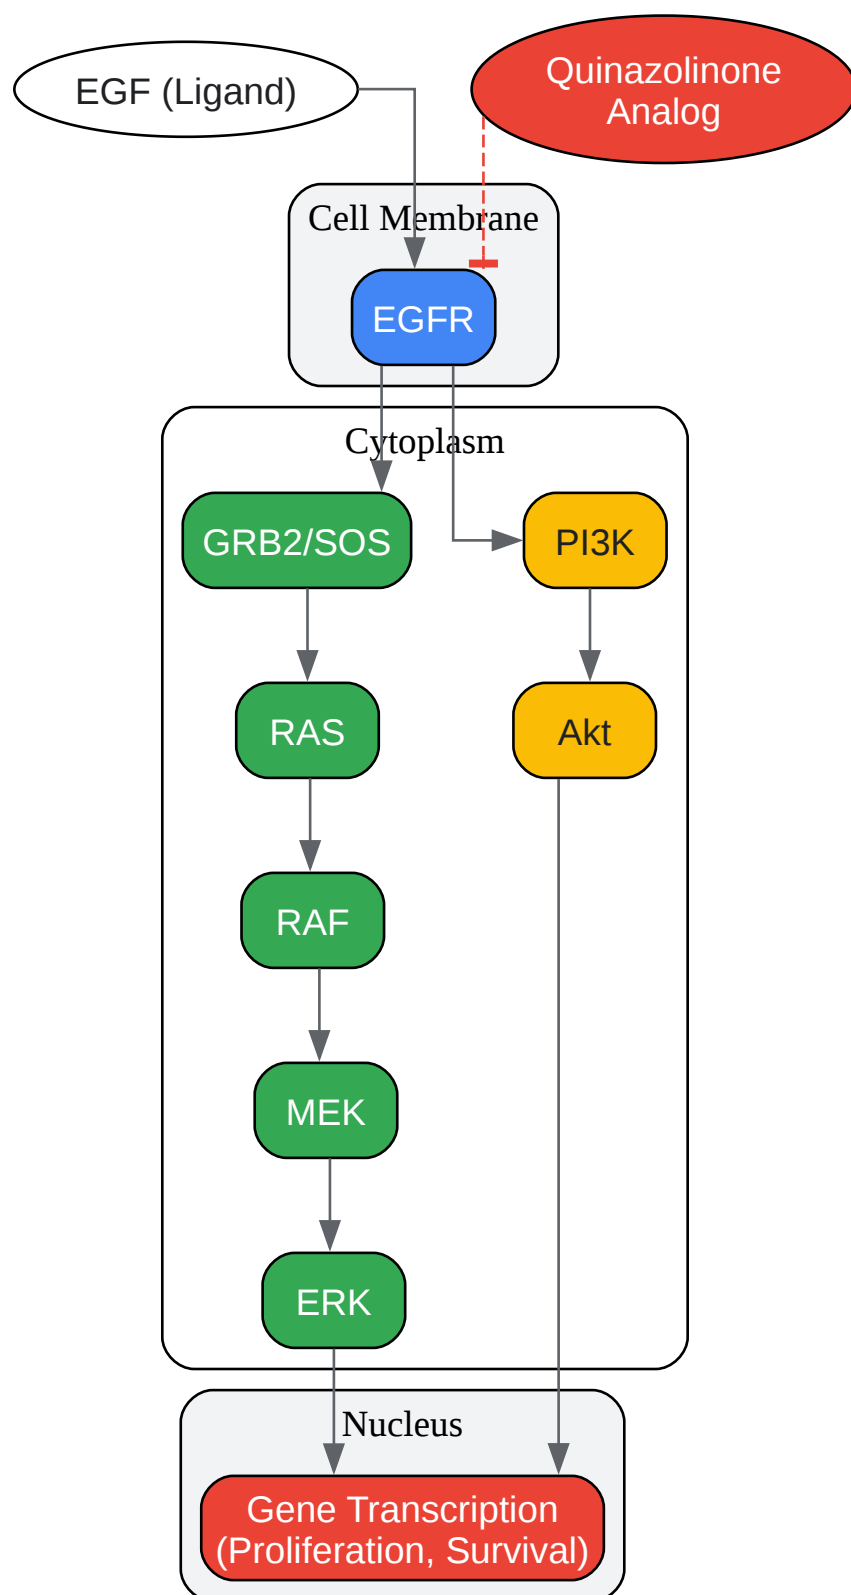 EGF (Ligand)
Quinazolinone
Analog
Cell Membrane
EGFR
Cytoplasm
GRB2/SOS
PI3K
RAS
Akt
RAF
MEK
ERK
Nucleus
Gene Transcription
(Proliferation, Survival)